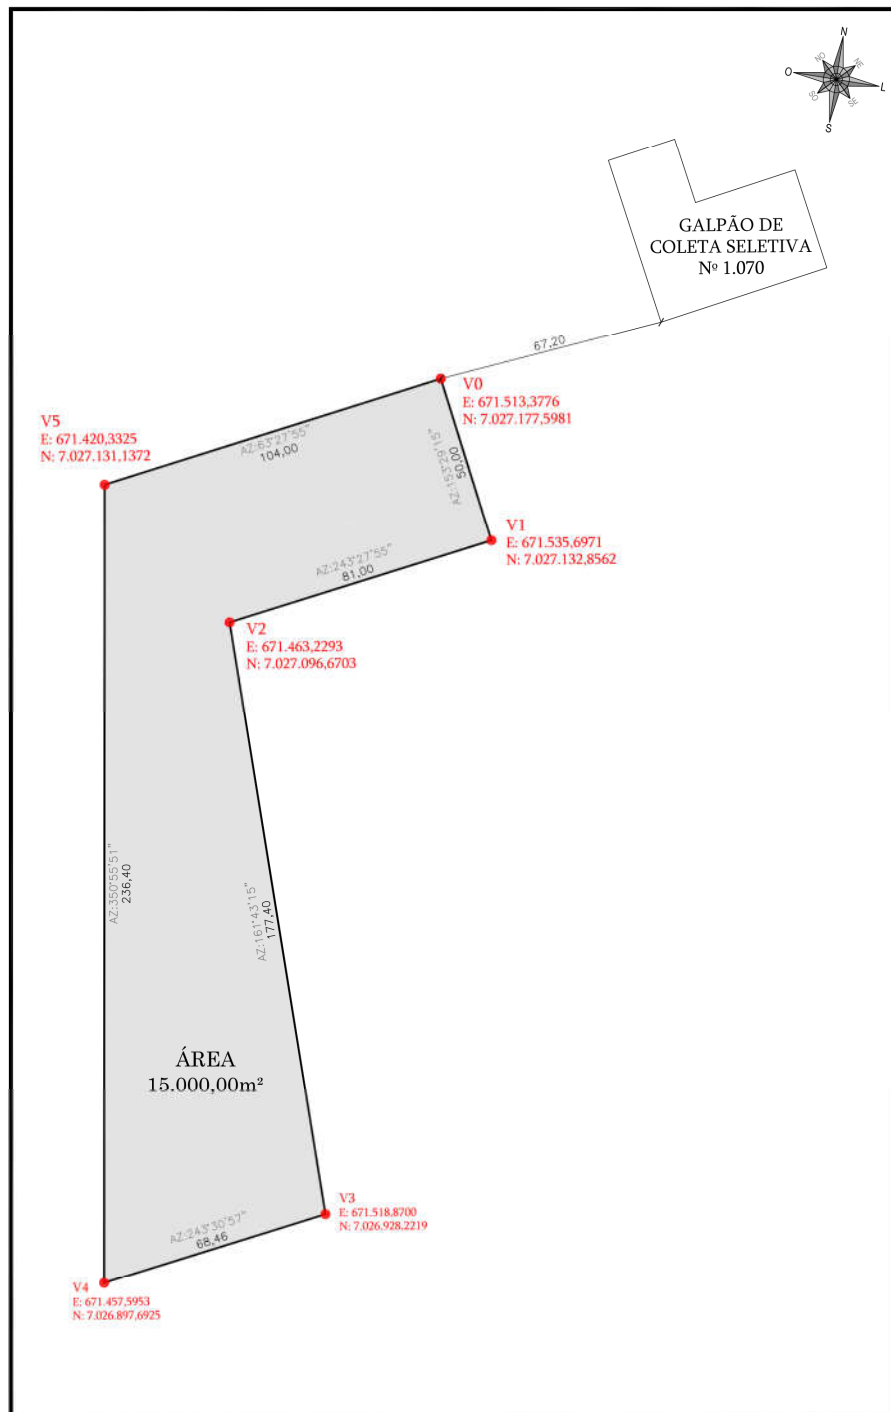 N
NO
NE
O
L
SO
SE
S
GALPÃO DE
COLETA SELETIVA
Nº 1.070
67,20
V0
E: 671.513,3776
N: 7.027.177,5981
V5
E: 671.420,3325
N: 7.027.131,1372
AZ:63°27'55"
104,00
AZ:153°29'15"
50,00
V1
E: 671.535,6971
N: 7.027.132,8562
AZ:243°27'55"
81,00
V2
E: 671.463,2293
N: 7.027.096,6703
AZ:350°55'51"
236,40
AZ:161°43'15"
177,40
ÁREA
15.000,00m²
V3
E: 671.518,8700
N: 7.026.928,2219
AZ:243°30'57"
68,46
V4
E: 671.457,5953
N: 7.026.897,6925